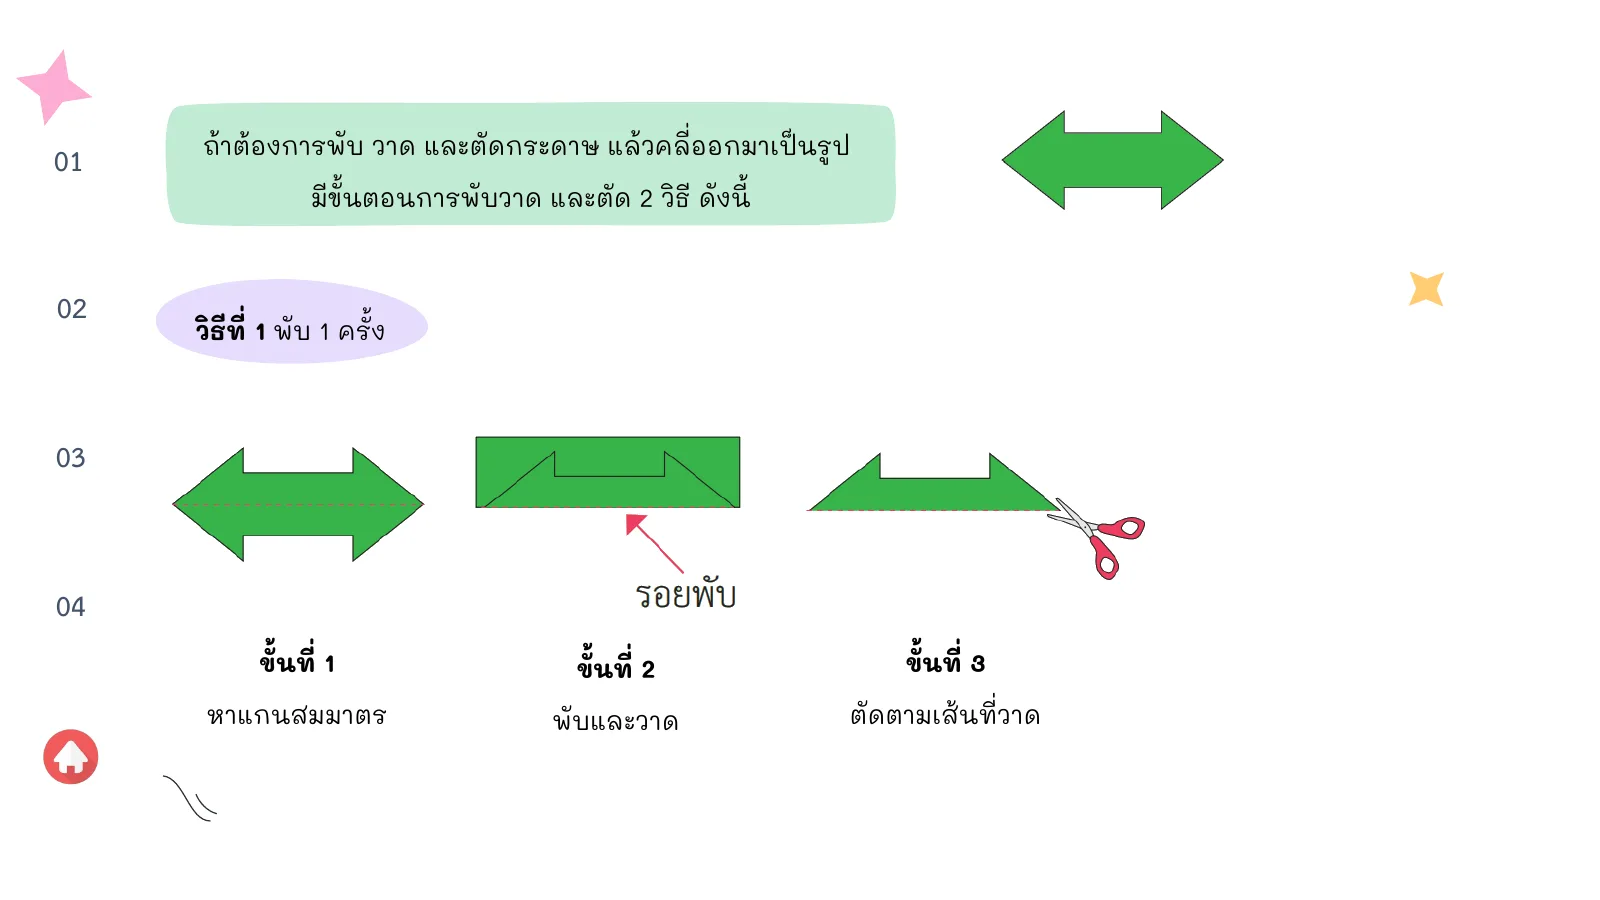 01
ถ้าต้องการพับ วาด และตัดกระดาษ แล้วคลี่ออกมาเป็นรูป
มีขั้นตอนการพับวาด และตัด 2 วิธี ดังนี้
02
วิธีที่ 1 พับ 1 ครั้ง
03
รอยพับ
04
ขั้นที่ 1
หาแกนสมมาตร
ขั้นที่ 2
พับและวาด
ขั้นที่ 3
ตัดตามเส้นที่วาด